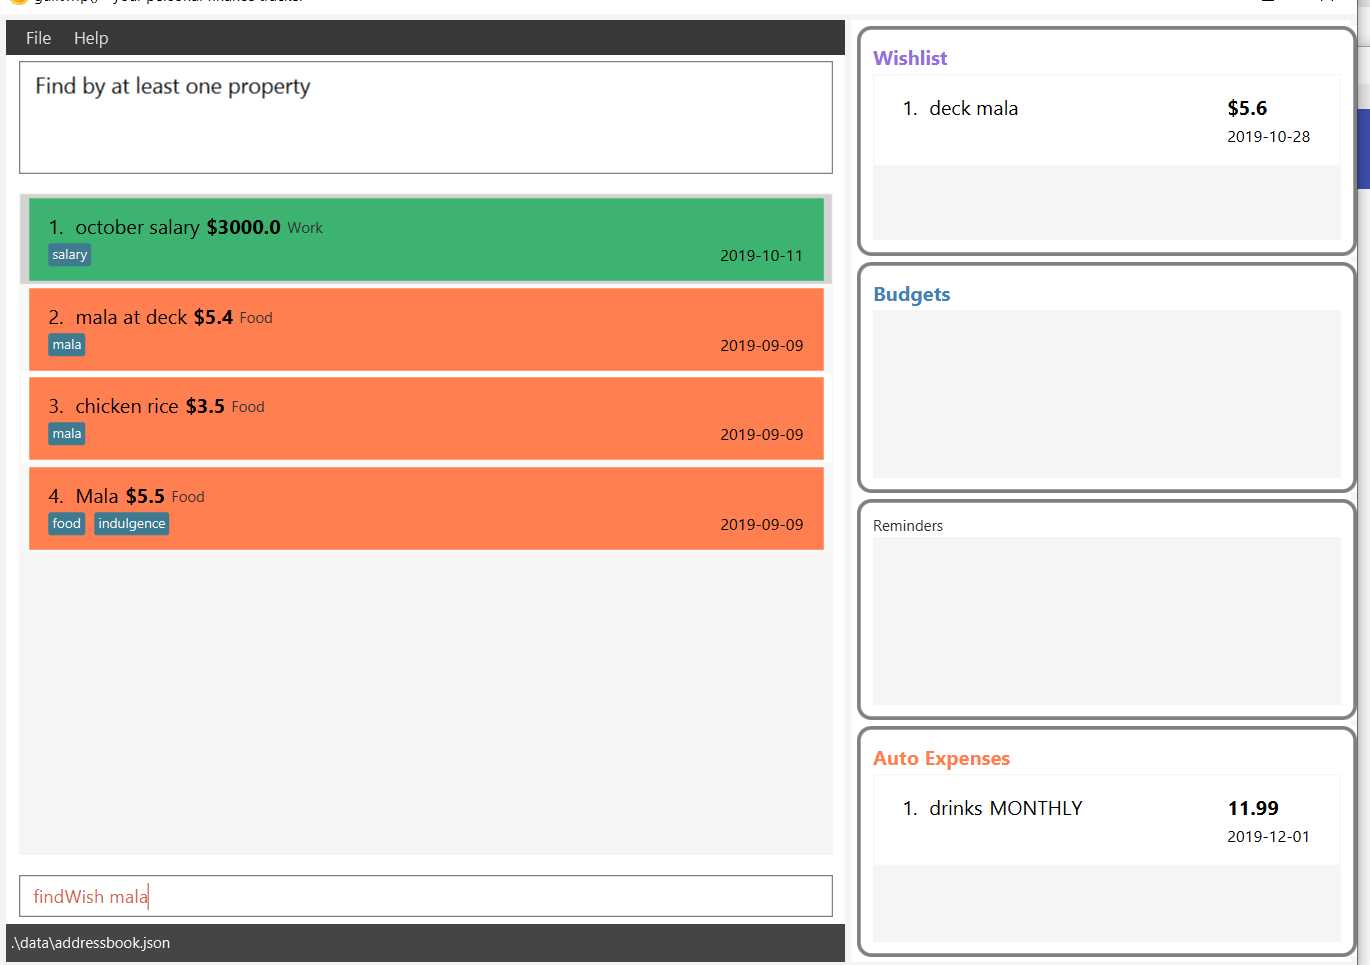 File Help
Find by at least one property
1. october salary $3000.0 Work
salary
2019-10-11
2. mala at deck $5.4 Food
mala
2019-09-09
3. chicken rice $3.5 Food
mala
2019-09-09
4. Mala $5.5 Food
food indulgence
2019-09-09
findWish mala
.\data\addressbook.json
Wishlist
1. deck mala $5.6
2019-10-28
Budgets
Reminders
Auto Expenses
1. drinks MONTHLY 11.99
2019-12-01